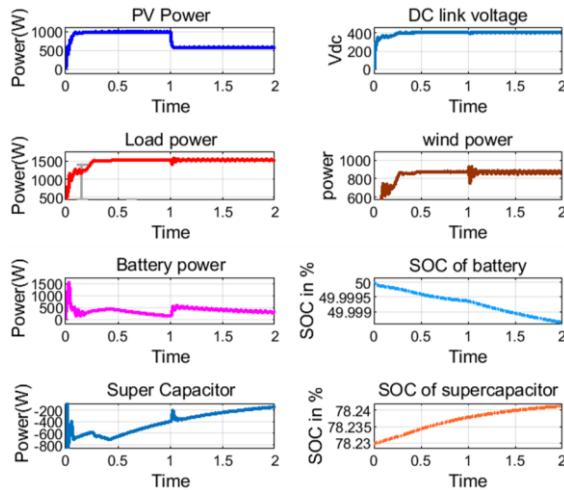 PV Power
Power(W)
1000
500
0
0 0.5 1 1.5 2
Time
DC link voltage
Vdc
400
200
0
0 0.5 1 1.5 2
Time
Load power
Power(W)
1500
1000
500
0 0.5 1 1.5 2
Time
wind power
power
1000
800
600
0 0.5 1 1.5 2
Time
Battery power
Power(W)
1500
1000
500
0
0 0.5 1 1.5 2
Time
SOC of battery
SOC in %
50
49.9995
49.999
0 0.5 1 1.5 2
Time
Super Capacitor
Power(W)
-200
-400
-600
-800
0 0.5 1 1.5 2
Time
SOC of supercapacitor
SOC in %
78.24
78.235
78.23
0 0.5 1 1.5 2
Time